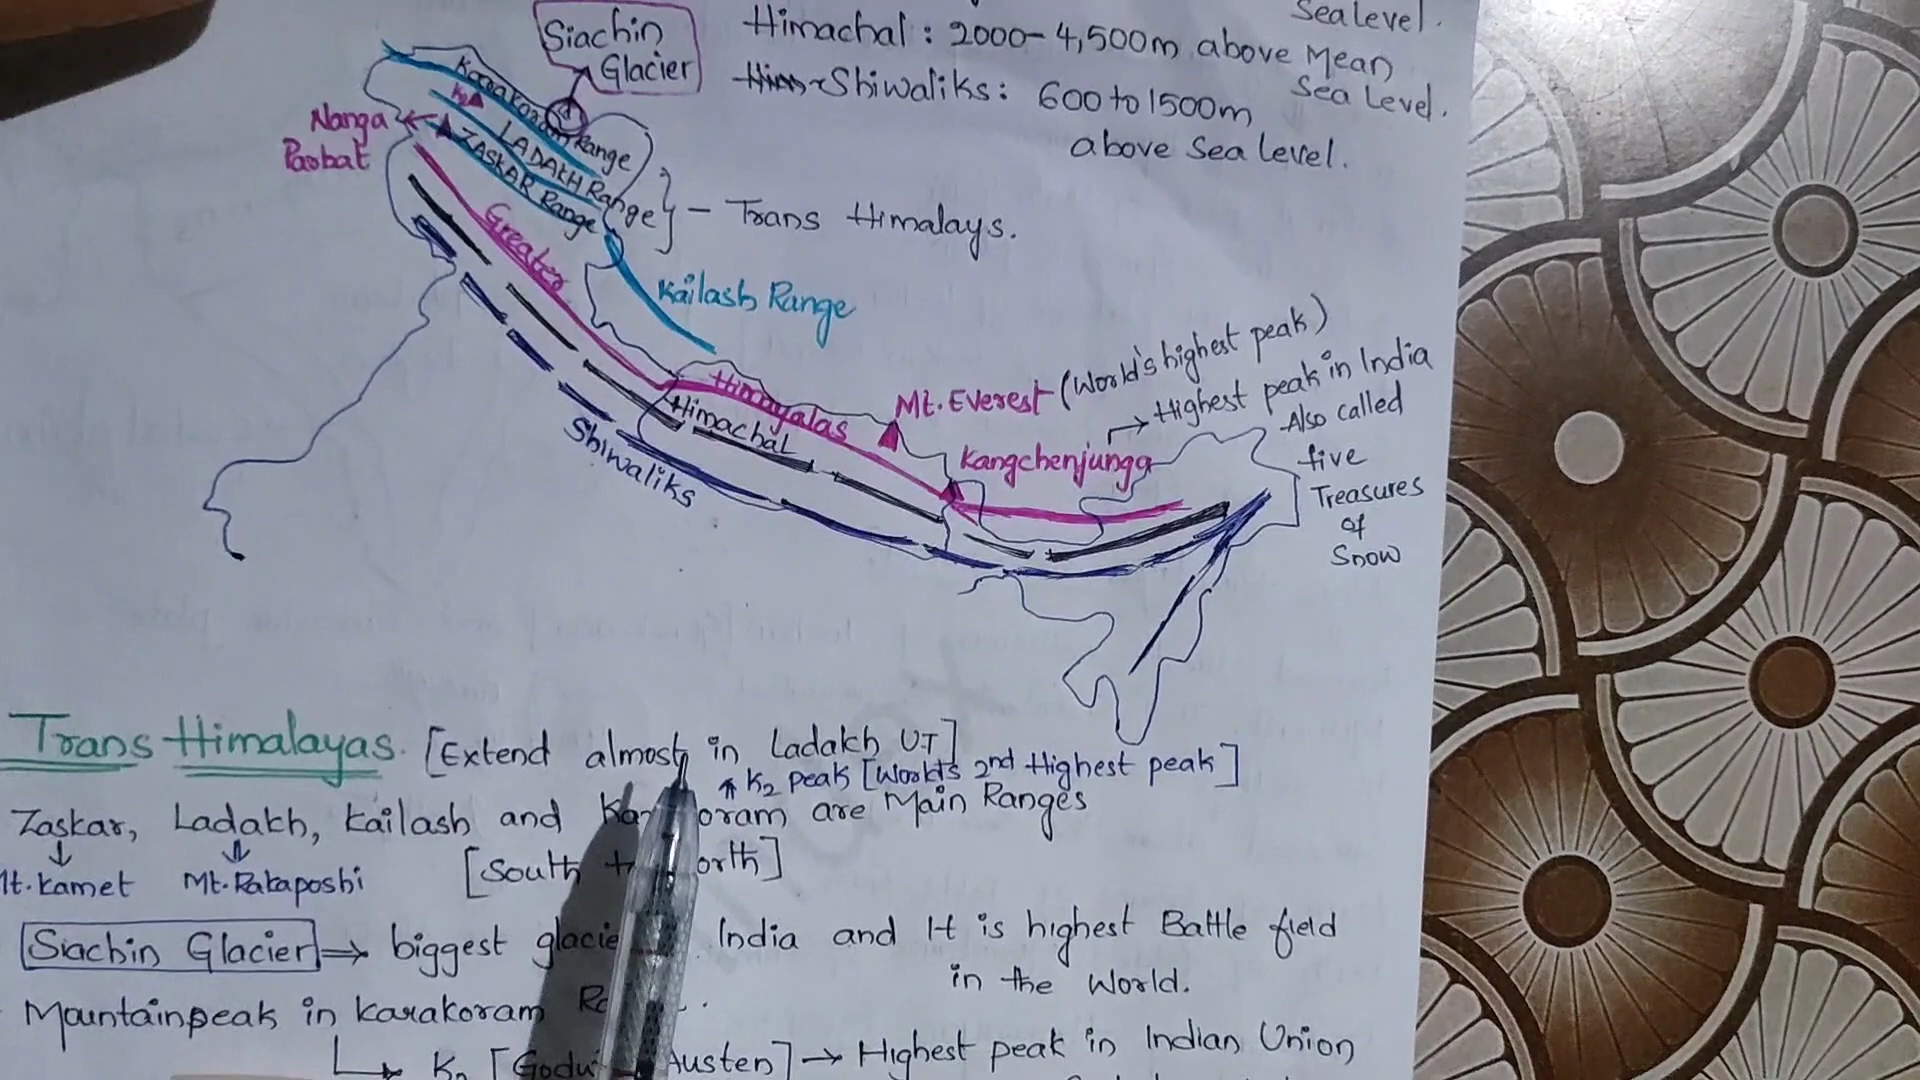 Sea level.
Himachal : 2000-4,500m above Mean
Sea Level.
Him Shiwaliks: 600 to 1500m
above Sea level.
Siachin
Glacier
Karakoram Range
K2
LADAKH Range
ZASKAR Range
Nanga
Parbat
- Trans Himalays.
Greater
Kailash Range
Himayalas
Himachal
Shiwaliks
Mt. Everest (World's highest peak)
Kangchenjunga
→ Highest peak in India
Also called
five
Treasures
of
Snow
Trans Himalayas. [Extend almost in Ladakh UT]
K2 peak [World's 2nd Highest peak]
Zaskar, Ladakh, Kailash and are Main Ranges
Mt. Kamet Mt. Rakaposhi [South
Siachin Glacier → biggest India and It is highest Battle field
in the World.
Mountainpeak in Karakoram
Austen] → Highest peak in Indian Union